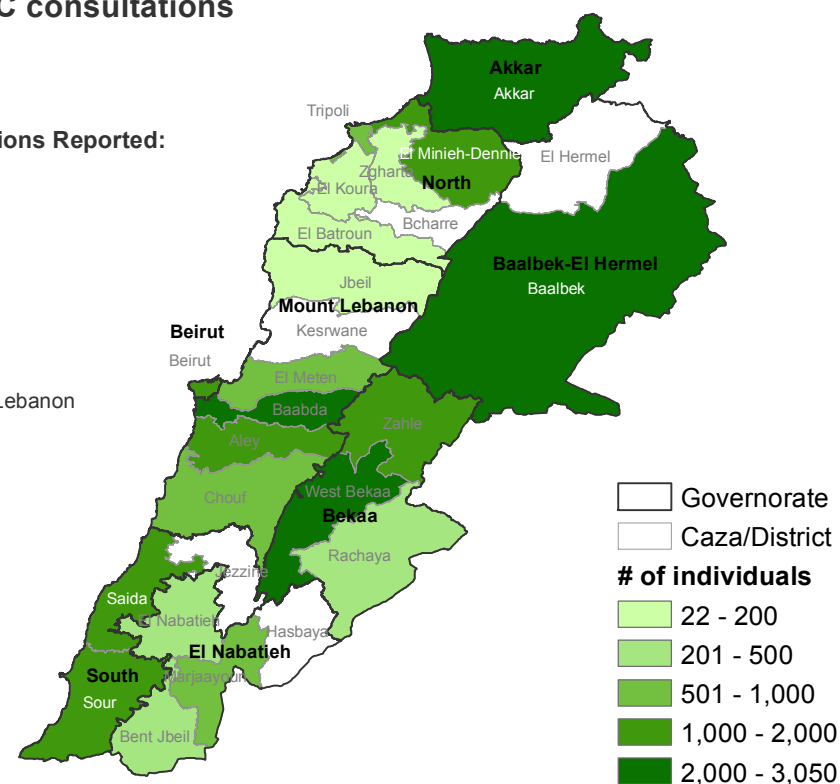 C consultations
ions Reported:
Lebanon
Akkar
Akkar
Tripoli
El Minieh-Dennie
El Hermel
Zgharta
El Koura
North
Bcharre
El Batroun
Baalbek-El Hermel
Baalbek
Jbeil
Mount Lebanon
Kesrwane
Beirut
Beirut
El Meten
Baabda
Aley
Zahle
Chouf
West Bekaa
Bekaa
Rachaya
Jezzine
Saida
El Nabatieh
Hasbaya
El Nabatieh
South
Marjaayoun
Sour
Bent Jbeil
Governorate
Caza/District
# of individuals
22 - 200
201 - 500
501 - 1,000
1,000 - 2,000
2,000 - 3,050